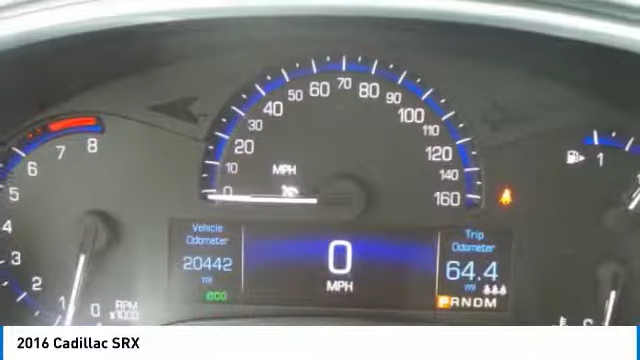 70
60 80
50 90
40 100
30 110
20 120
10 MPH 140
0 160
8
7
6
5
4
3
2
1
0 RPM
x1000
1
Vehicle
Odometer
20442
mi
eco
0
MPH
Trip
Odometer
64.4
mi
PRNDM
C
2016 Cadillac SRX